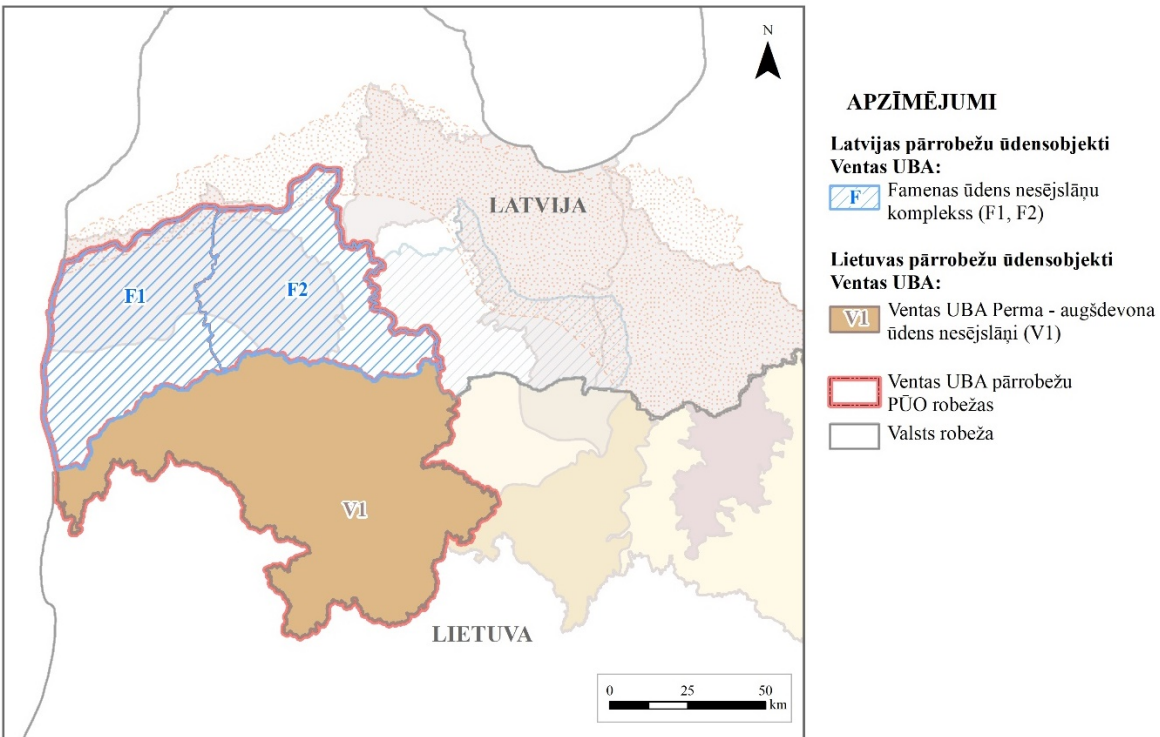 N
LATVIJA
F1
F2
V1
LIETUVA
0 25 50
km
APZĪMĒJUMI
Latvijas pārrobežu ūdensobjekti
Ventas UBA:
F Famenas ūdens nesējslāņu
komplekss (F1, F2)
Lietuvas pārrobežu ūdensobjekti
Ventas UBA:
V1 Ventas UBA Perma - augšdevona
ūdens nesējslāņi (V1)
Ventas UBA pārrobežu
PŪO robežas
Valsts robeža